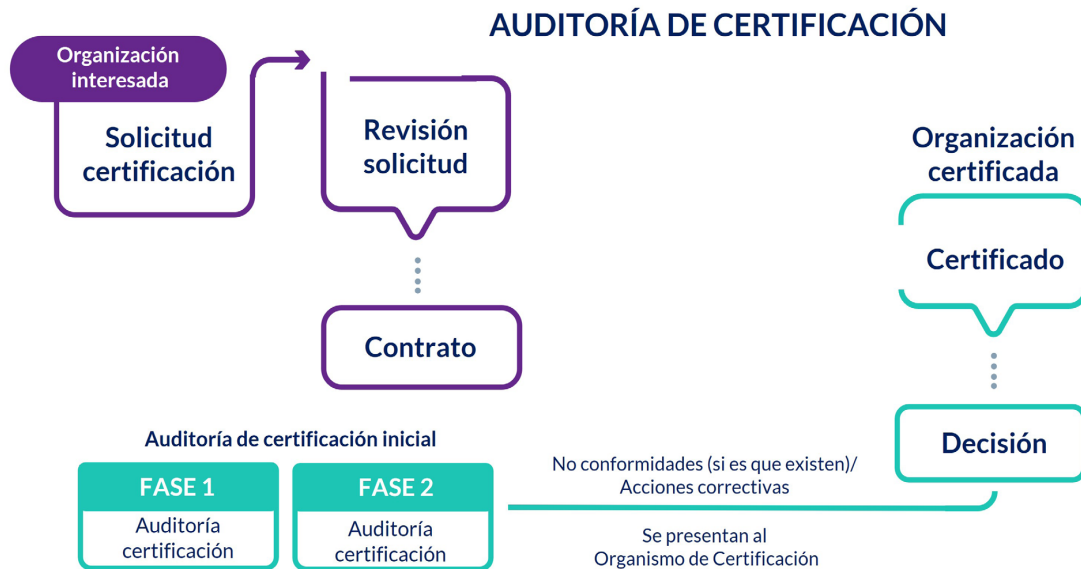 AUDITORÍA DE CERTIFICACIÓN
Organización
interesada
Solicitud
certificación
Revisión
solicitud
Contrato
Auditoría de certificación inicial
FASE 1
Auditoría
certificación
FASE 2
Auditoría
certificación
No conformidades (si es que existen)/
Acciones correctivas
Se presentan al
Organismo de Certificación
Decisión
Certificado
Organización
certificada